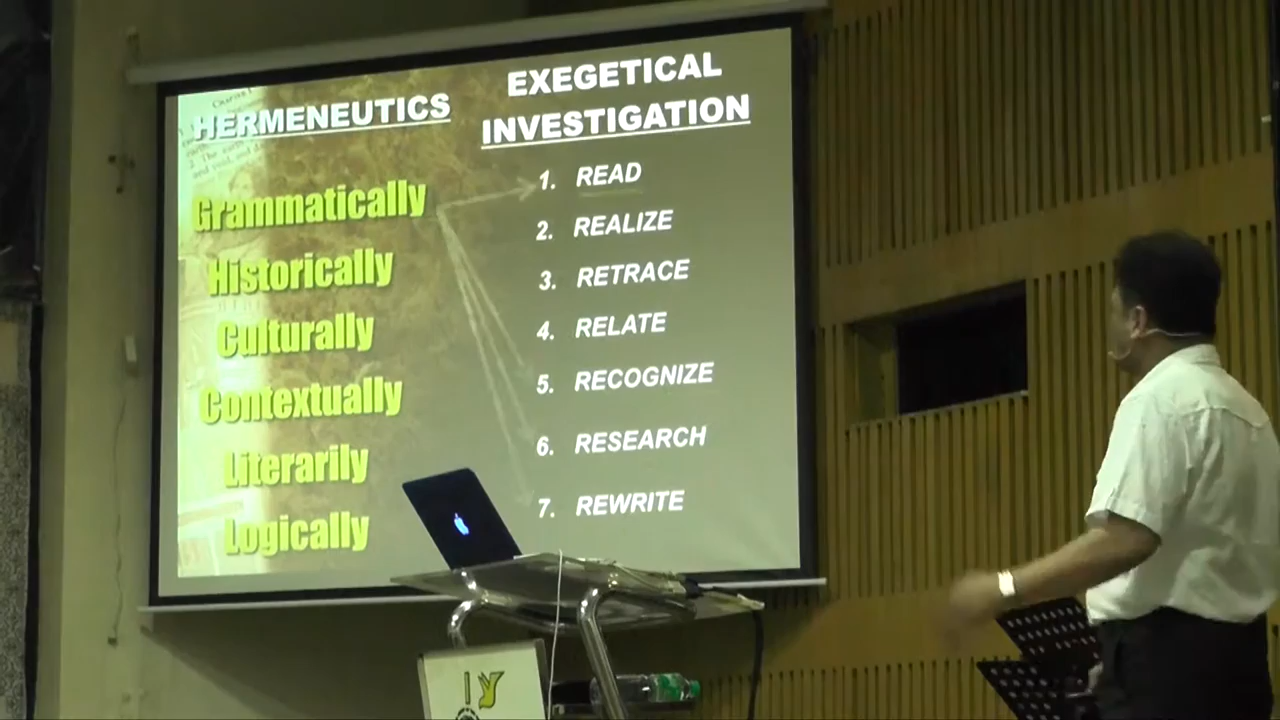 HERMENEUTICS
Grammatically
Historically
Culturally
Contextually
Literarily
Logically
EXEGETICAL
INVESTIGATION
1. READ
2. REALIZE
3. RETRACE
4. RELATE
5. RECOGNIZE
6. RESEARCH
7. REWRITE